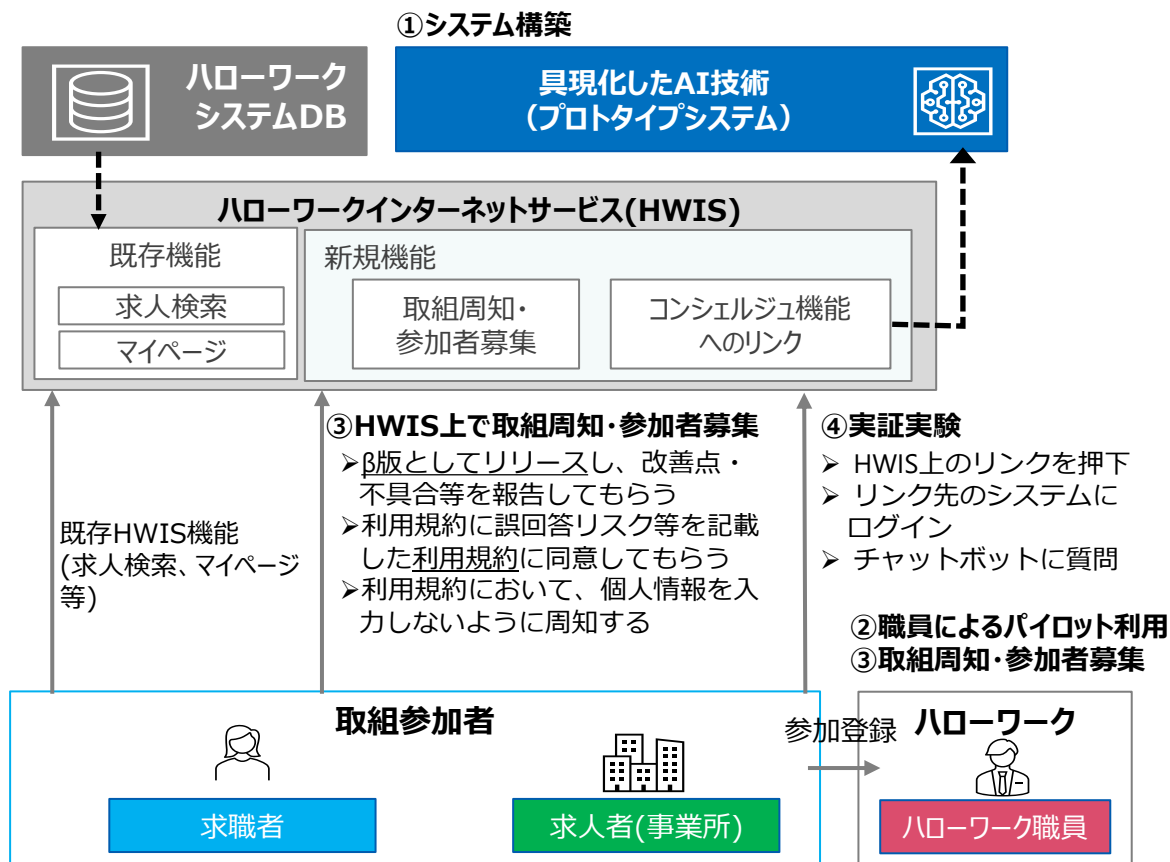 ①システム構築
ハローワーク
システムDB
具現化したAI技術
（プロトタイプシステム）
ハローワークインターネットサービス(HWIS)
既存機能
求人検索
マイページ
新規機能
取組周知・
参加者募集
コンシェルジュ機能
へのリンク
③HWIS上で取組周知・参加者募集
➢β版としてリリースし、改善点・
不具合等を報告してもらう
➢利用規約に誤回答リスク等を記載
した利用規約に同意してもらう
➢利用規約において、個人情報を入
力しないように周知する
④実証実験
➢ HWIS上のリンクを押下
➢ リンク先のシステムに
ログイン
➢ チャットボットに質問
既存HWIS機能
(求人検索、マイページ
等)
②職員によるパイロット利用
③取組周知・参加者募集
取組参加者
求職者
求人者(事業所)
参加登録
ハローワーク
ハローワーク職員